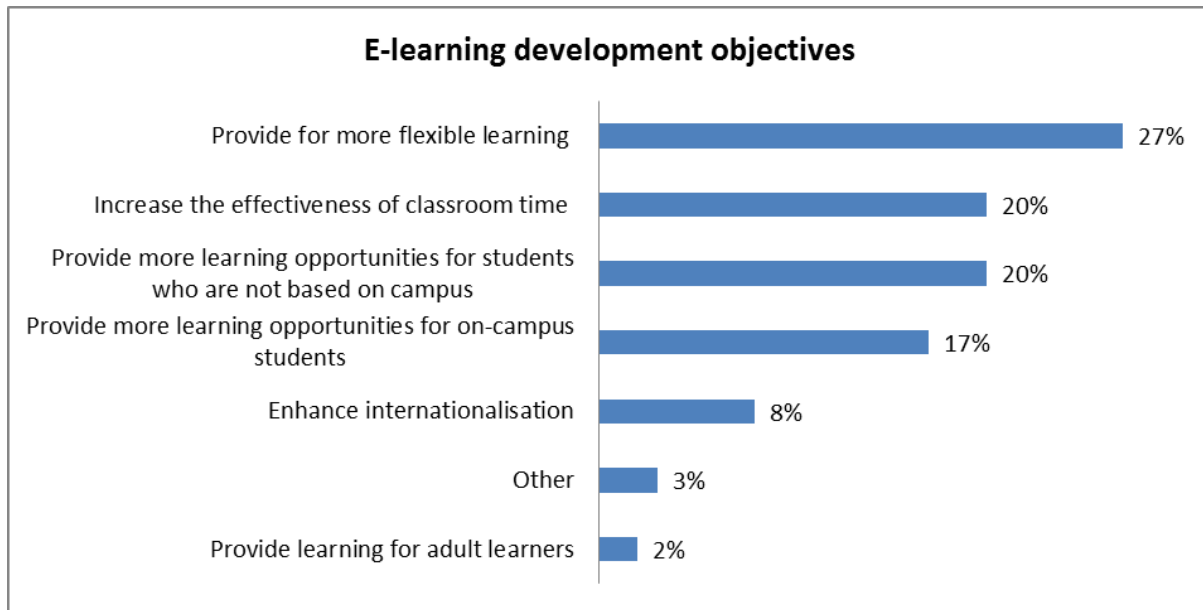 E-learning development objectives
Provide for more flexible learning
27%
Increase the effectiveness of classroom time
20%
Provide more learning opportunities for students
who are not based on campus
20%
Provide more learning opportunities for on-campus
students
17%
Enhance internationalisation
8%
Other
3%
Provide learning for adult learners
2%